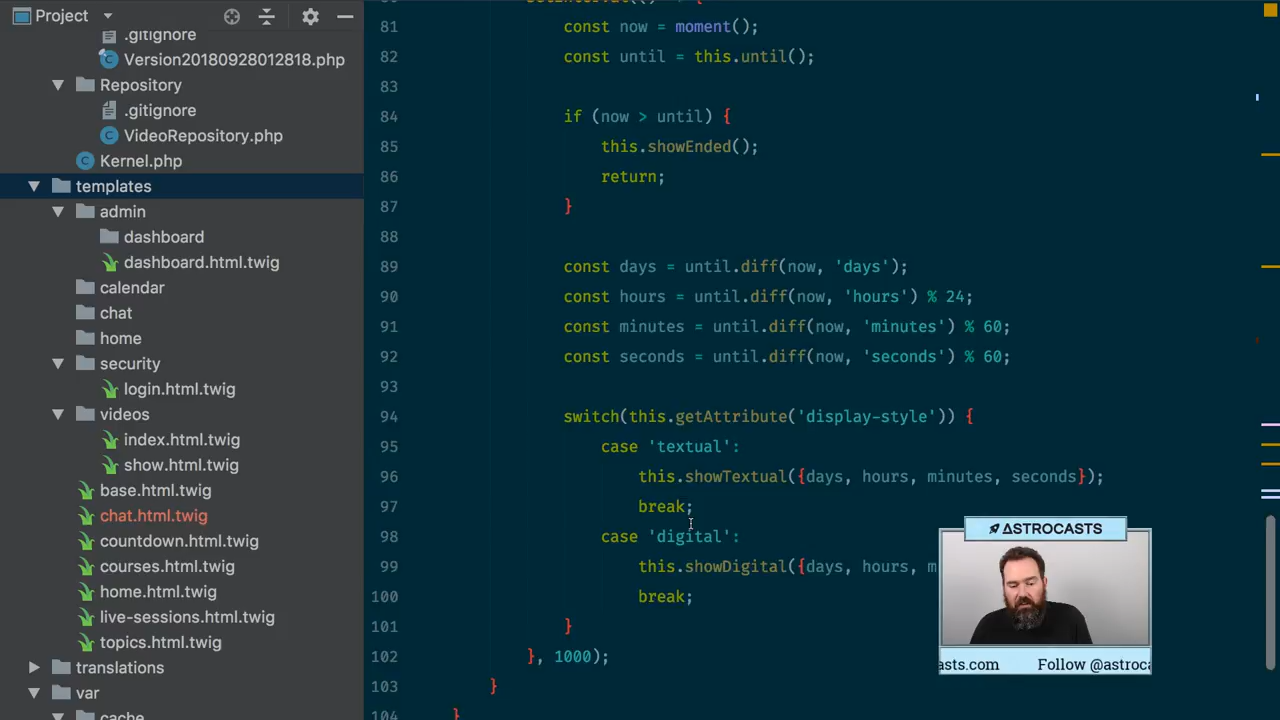 Project
.gitignore
Version20180928012818.php
Repository
.gitignore
VideoRepository.php
Kernel.php
templates
admin
dashboard
dashboard.html.twig
calendar
chat
home
security
login.html.twig
videos
index.html.twig
show.html.twig
base.html.twig
chat.html.twig
countdown.html.twig
courses.html.twig
home.html.twig
live-sessions.html.twig
topics.html.twig
translations
var
cache
81 const now = moment();
82 const until = this.until();
83
84 if (now > until) {
85 this.showEnded();
86 return;
87 }
88
89 const days = until.diff(now, 'days');
90 const hours = until.diff(now, 'hours') % 24;
91 const minutes = until.diff(now, 'minutes') % 60;
92 const seconds = until.diff(now, 'seconds') % 60;
93
94 switch(this.getAttribute('display-style')) {
95 case 'textual':
96 this.showTextual({days, hours, minutes, seconds});
97 break;
98 case 'digital':
99 this.showDigital({days, hours, m
100 break;
101 }
102 }, 1000);
103 }
104 }
ΔSTROCASTS
asts.com Follow @astroca